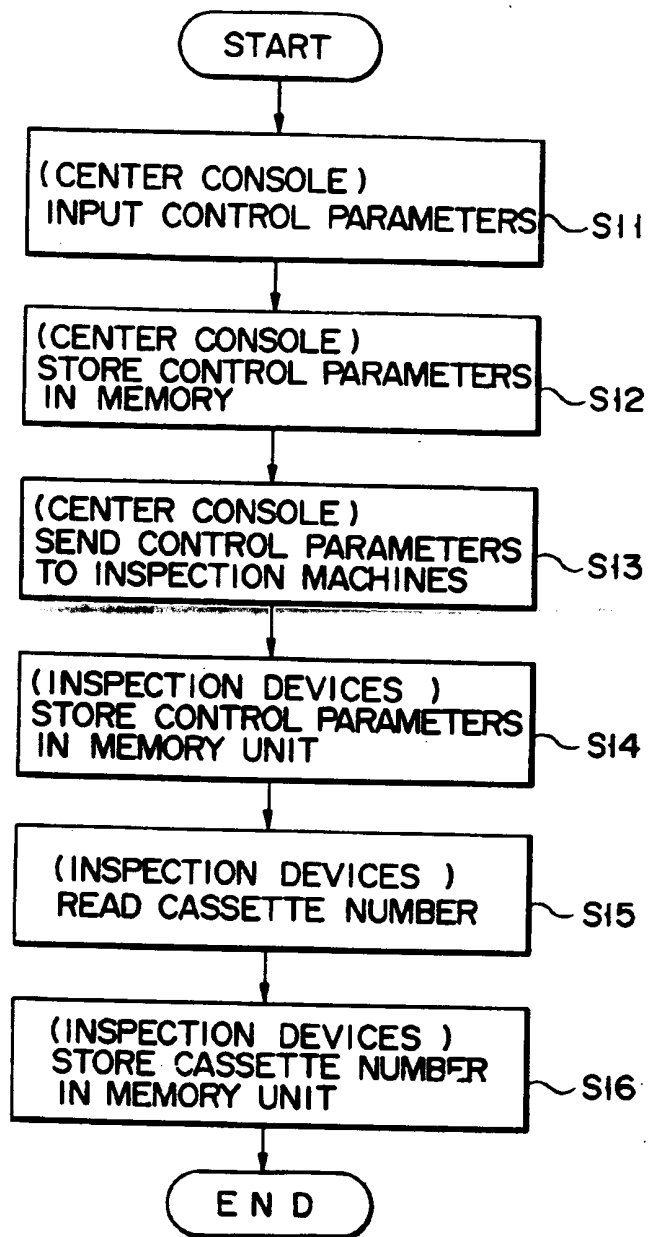 START
(CENTER CONSOLE)
INPUT CONTROL PARAMETERS
S11
(CENTER CONSOLE)
STORE CONTROL PARAMETERS
IN MEMORY
S12
(CENTER CONSOLE)
SEND CONTROL PARAMETERS
TO INSPECTION MACHINES
S13
(INSPECTION DEVICES)
STORE CONTROL PARAMETERS
IN MEMORY UNIT
S14
(INSPECTION DEVICES)
READ CASSETTE NUMBER
S15
(INSPECTION DEVICES)
STORE CASSETTE NUMBER
IN MEMORY UNIT
S16
END